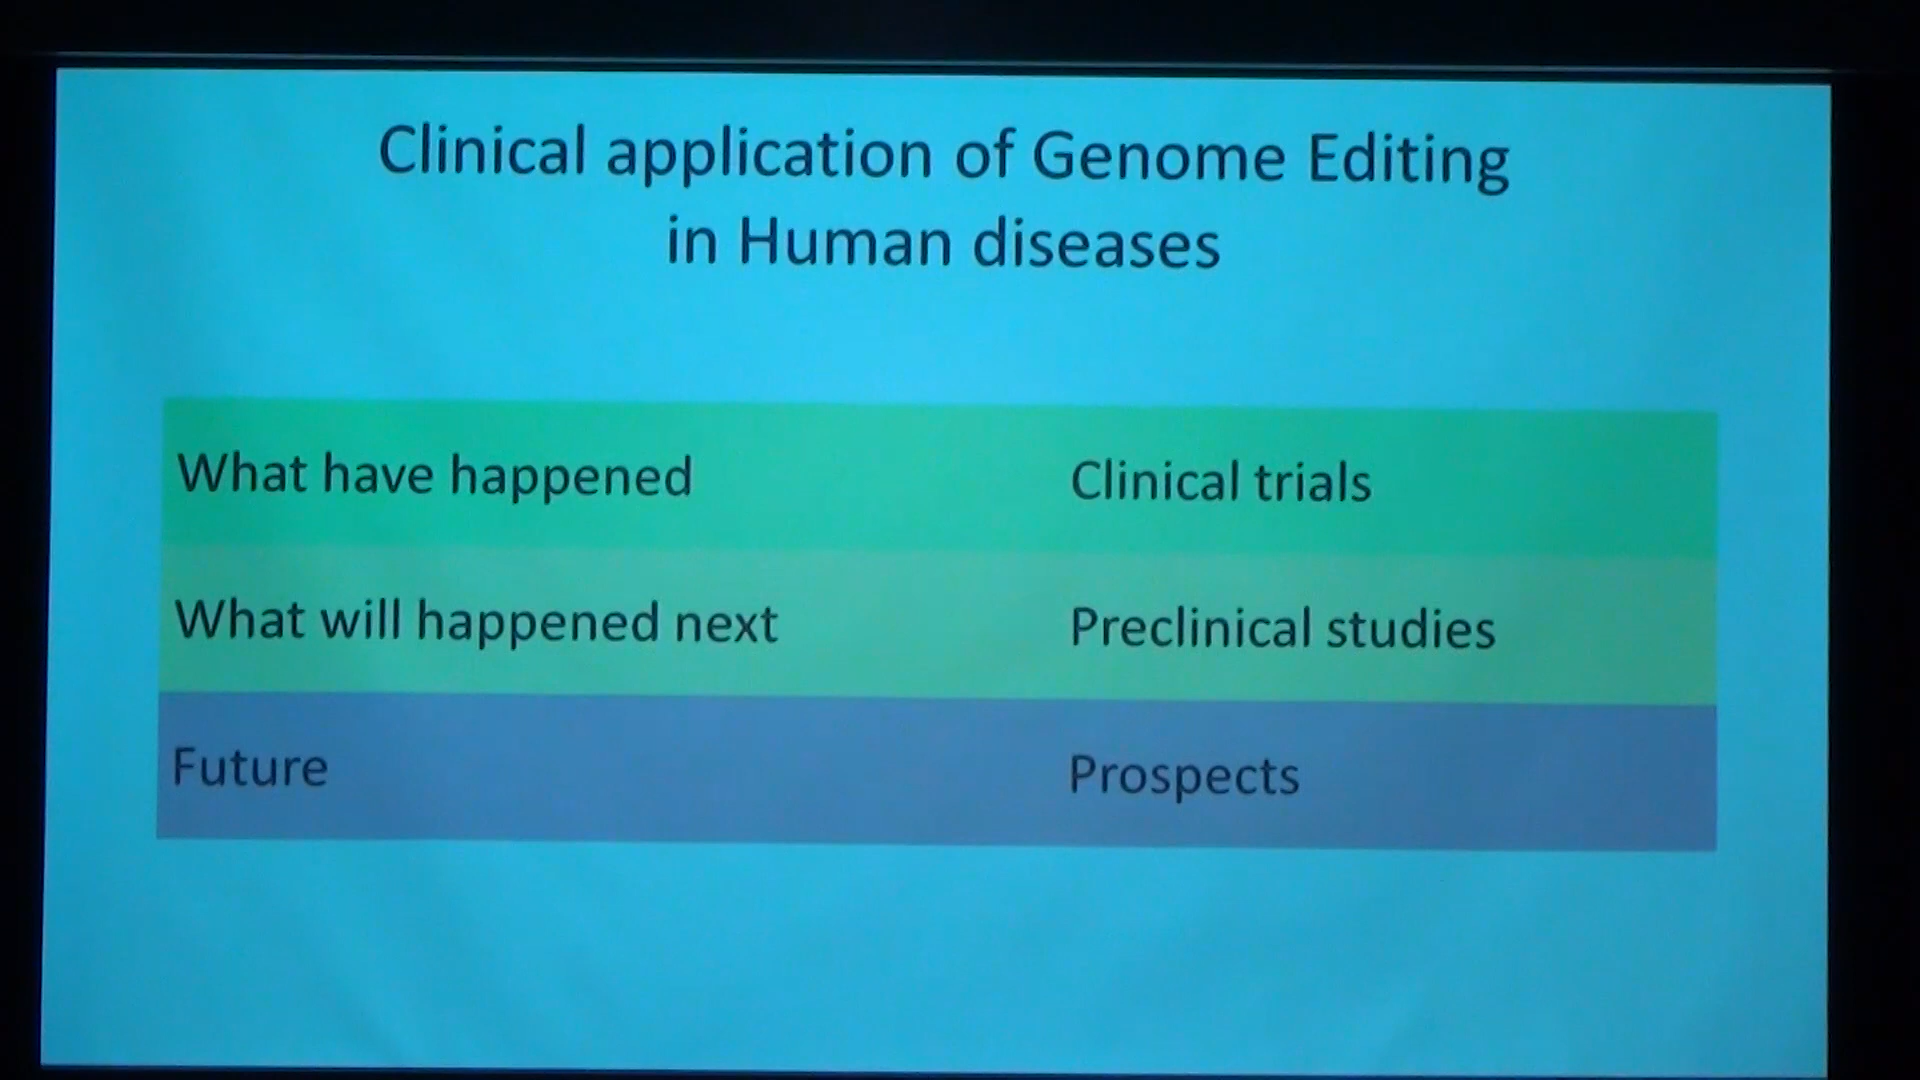 Clinical application of Genome Editing
in Human diseases
What have happened Clinical trials
What will happened next Preclinical studies
Future Prospects